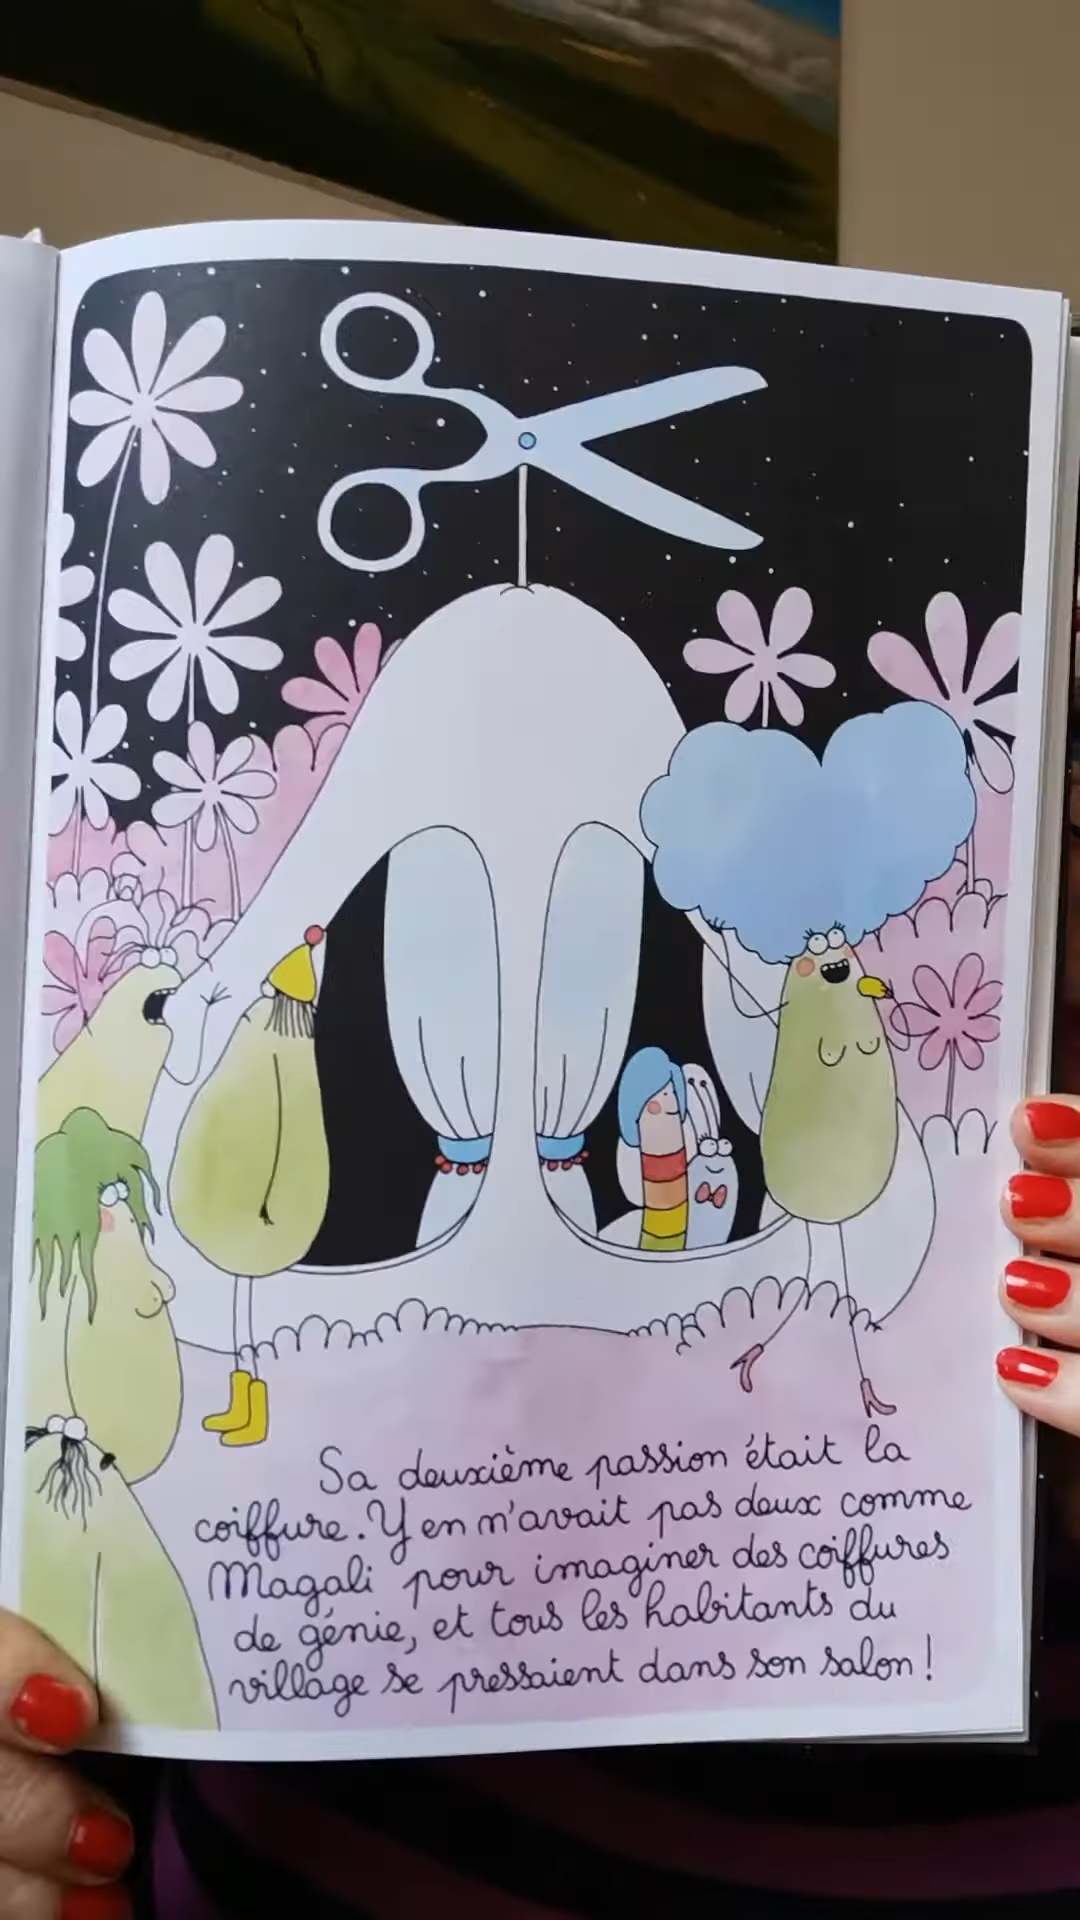 Sa deuxième passion était la
coiffure. Y en n'avait pas deux comme
Magali pour imaginer des coiffures
de génie, et tous les habitants du
village se pressaient dans son salon !